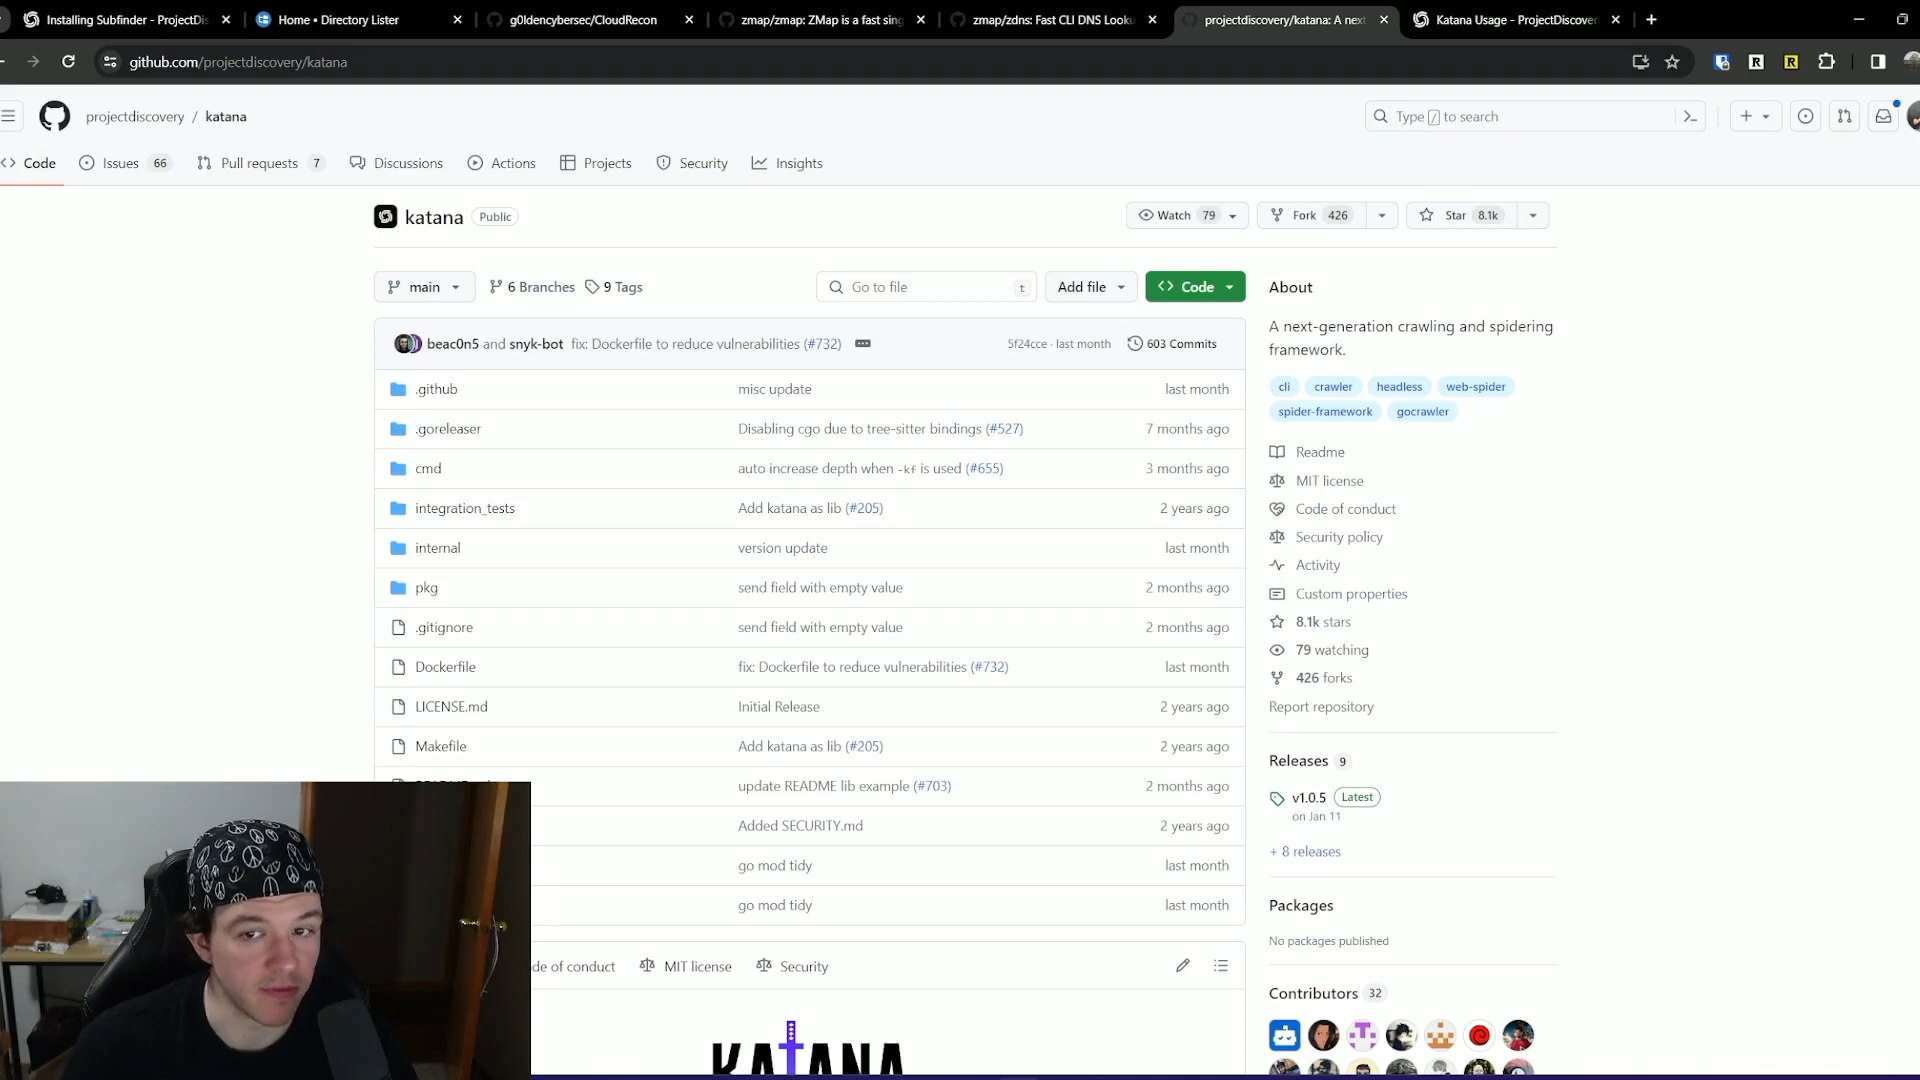 Installing Subfinder - ProjectDis
Home • Directory Lister
g0ldencybersec/CloudRecon
zmap/zmap: ZMap is a fast sing
zmap/zdns: Fast CLI DNS Looku
projectdiscovery/katana: A next
Katana Usage - ProjectDiscover
github.com/projectdiscovery/katana
projectdiscovery / katana
Type / to search
Code
Issues 66
Pull requests 7
Discussions
Actions
Projects
Security
Insights
katana Public
Watch 79
Fork 426
Star 8.1k
main
6 Branches
9 Tags
Go to file t
Add file
Code
beac0n5 and snyk-bot fix: Dockerfile to reduce vulnerabilities (#732)
5f24cce · last month
603 Commits
.github misc update last month
.goreleaser Disabling cgo due to tree-sitter bindings (#527) 7 months ago
cmd auto increase depth when -kf is used (#655) 3 months ago
integration_tests Add katana as lib (#205) 2 years ago
internal version update last month
pkg send field with empty value 2 months ago
.gitignore send field with empty value 2 months ago
Dockerfile fix: Dockerfile to reduce vulnerabilities (#732) last month
LICENSE.md Initial Release 2 years ago
Makefile Add katana as lib (#205) 2 years ago
update README lib example (#703) 2 months ago
Added SECURITY.md 2 years ago
go mod tidy last month
go mod tidy last month
de of conduct
MIT license
Security
KATANA
About
A next-generation crawling and spidering
framework.
cli crawler headless web-spider
spider-framework gocrawler
Readme
MIT license
Code of conduct
Security policy
Activity
Custom properties
8.1k stars
79 watching
426 forks
Report repository
Releases 9
v1.0.5 Latest
on Jan 11
+ 8 releases
Packages
No packages published
Contributors 32